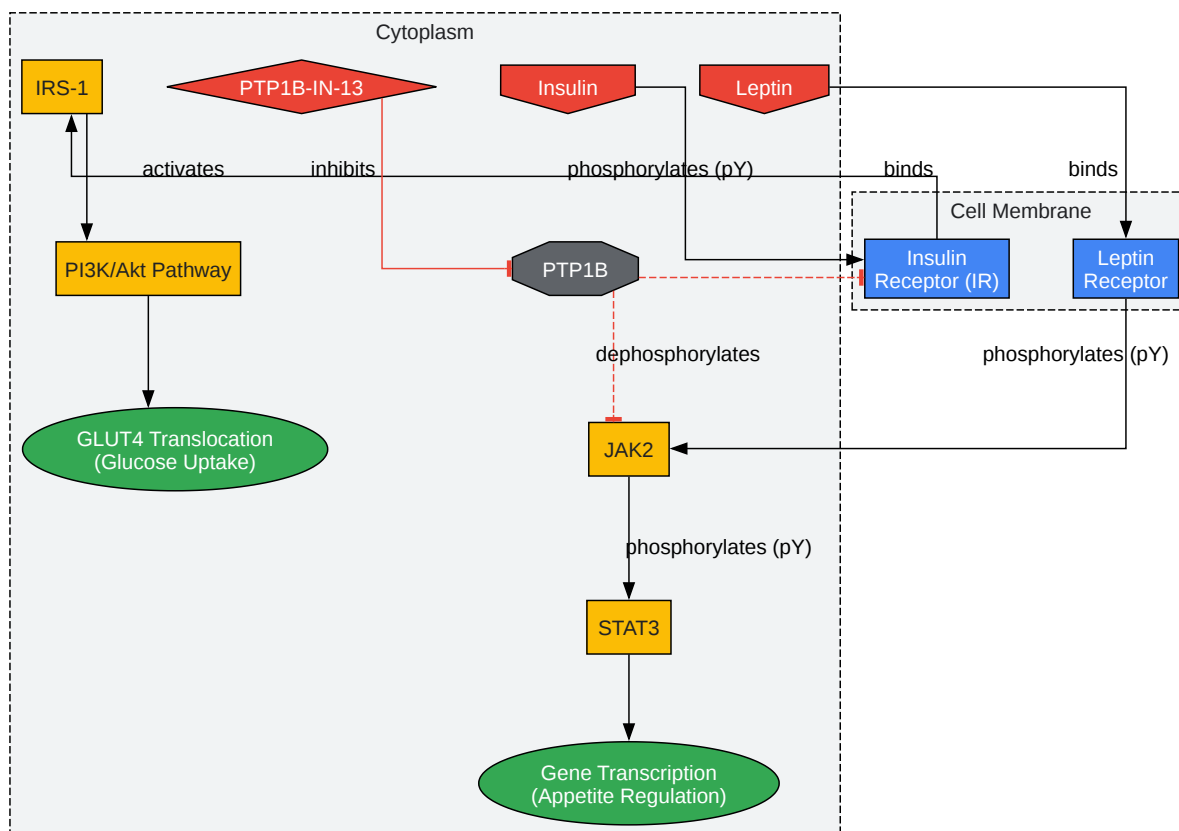 Cytoplasm
IRS-1
PTP1B-IN-13
Insulin
Leptin
activates
inhibits
phosphorylates (pY)
binds
binds
Cell Membrane
PI3K/Akt Pathway
PTP1B
Insulin
Receptor (IR)
Leptin
Receptor
dephosphorylates
phosphorylates (pY)
GLUT4 Translocation
(Glucose Uptake)
JAK2
phosphorylates (pY)
STAT3
Gene Transcription
(Appetite Regulation)